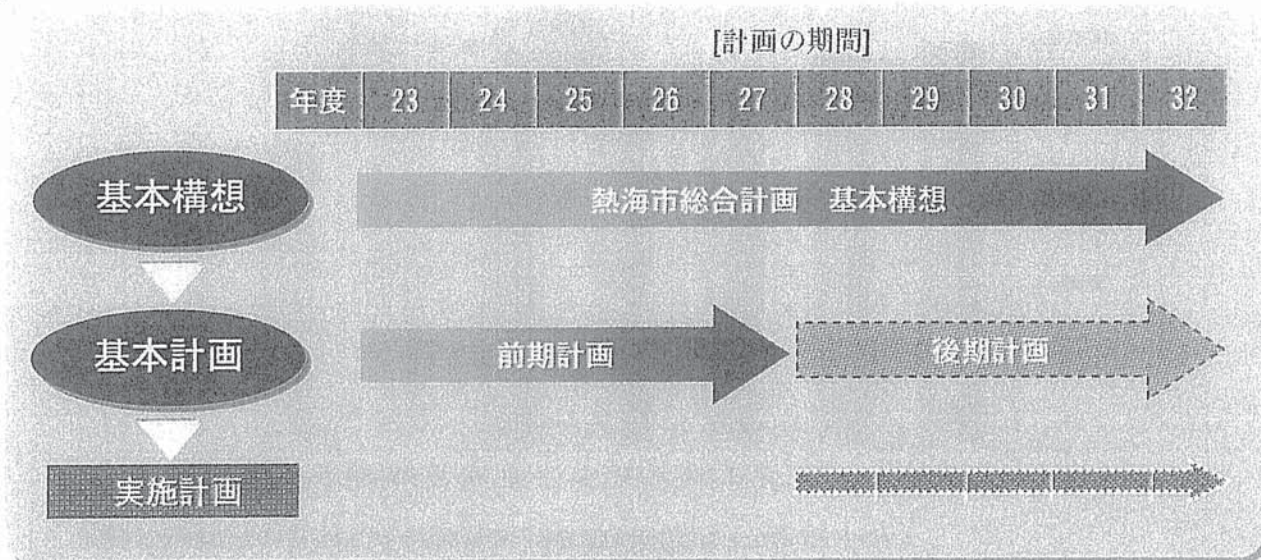 [計画の期間]
年度 23 24 25 26 27 28 29 30 31 32
基本構想
熱海市総合計画 基本構想
基本計画
前期計画
後期計画
実施計画